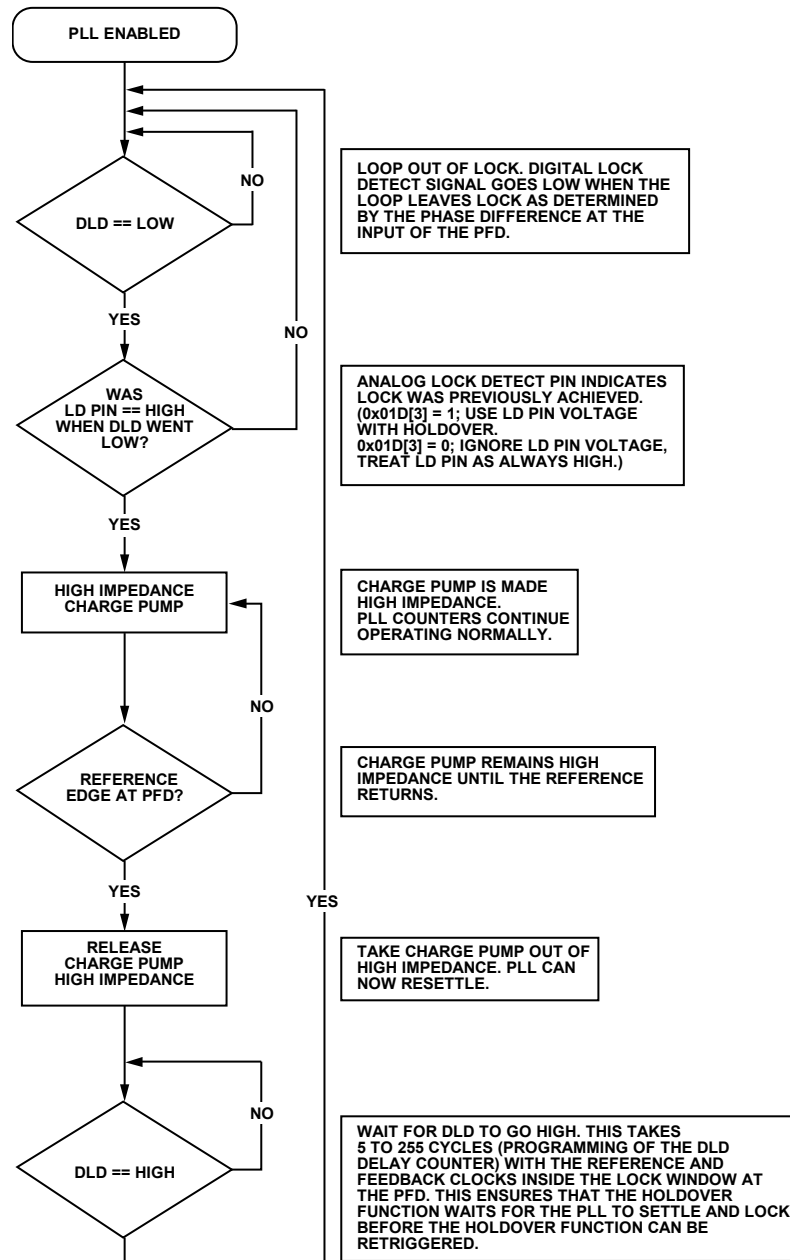 PLL ENABLED
NO
DLD == LOW
LOOP OUT OF LOCK. DIGITAL LOCK
DETECT SIGNAL GOES LOW WHEN THE
LOOP LEAVES LOCK AS DETERMINED
BY THE PHASE DIFFERENCE AT THE
INPUT OF THE PFD.
YES
NO
WAS
LD PIN == HIGH
WHEN DLD WENT
LOW?
ANALOG LOCK DETECT PIN INDICATES
LOCK WAS PREVIOUSLY ACHIEVED.
(0x01D[3] = 1; USE LD PIN VOLTAGE
WITH HOLDOVER.
0x01D[3] = 0; IGNORE LD PIN VOLTAGE,
TREAT LD PIN AS ALWAYS HIGH.)
YES
HIGH IMPEDANCE
CHARGE PUMP
CHARGE PUMP IS MADE
HIGH IMPEDANCE.
PLL COUNTERS CONTINUE
OPERATING NORMALLY.
NO
REFERENCE
EDGE AT PFD?
CHARGE PUMP REMAINS HIGH
IMPEDANCE UNTIL THE REFERENCE
RETURNS.
YES
YES
RELEASE
CHARGE PUMP
HIGH IMPEDANCE
TAKE CHARGE PUMP OUT OF
HIGH IMPEDANCE. PLL CAN
NOW RESETTLE.
NO
DLD == HIGH
WAIT FOR DLD TO GO HIGH. THIS TAKES
5 TO 255 CYCLES (PROGRAMMING OF THE DLD
DELAY COUNTER) WITH THE REFERENCE AND
FEEDBACK CLOCKS INSIDE THE LOCK WINDOW AT
THE PFD. THIS ENSURES THAT THE HOLDOVER
FUNCTION WAITS FOR THE PLL TO SETTLE AND LOCK
BEFORE THE HOLDOVER FUNCTION CAN BE
RETRIGGERED.